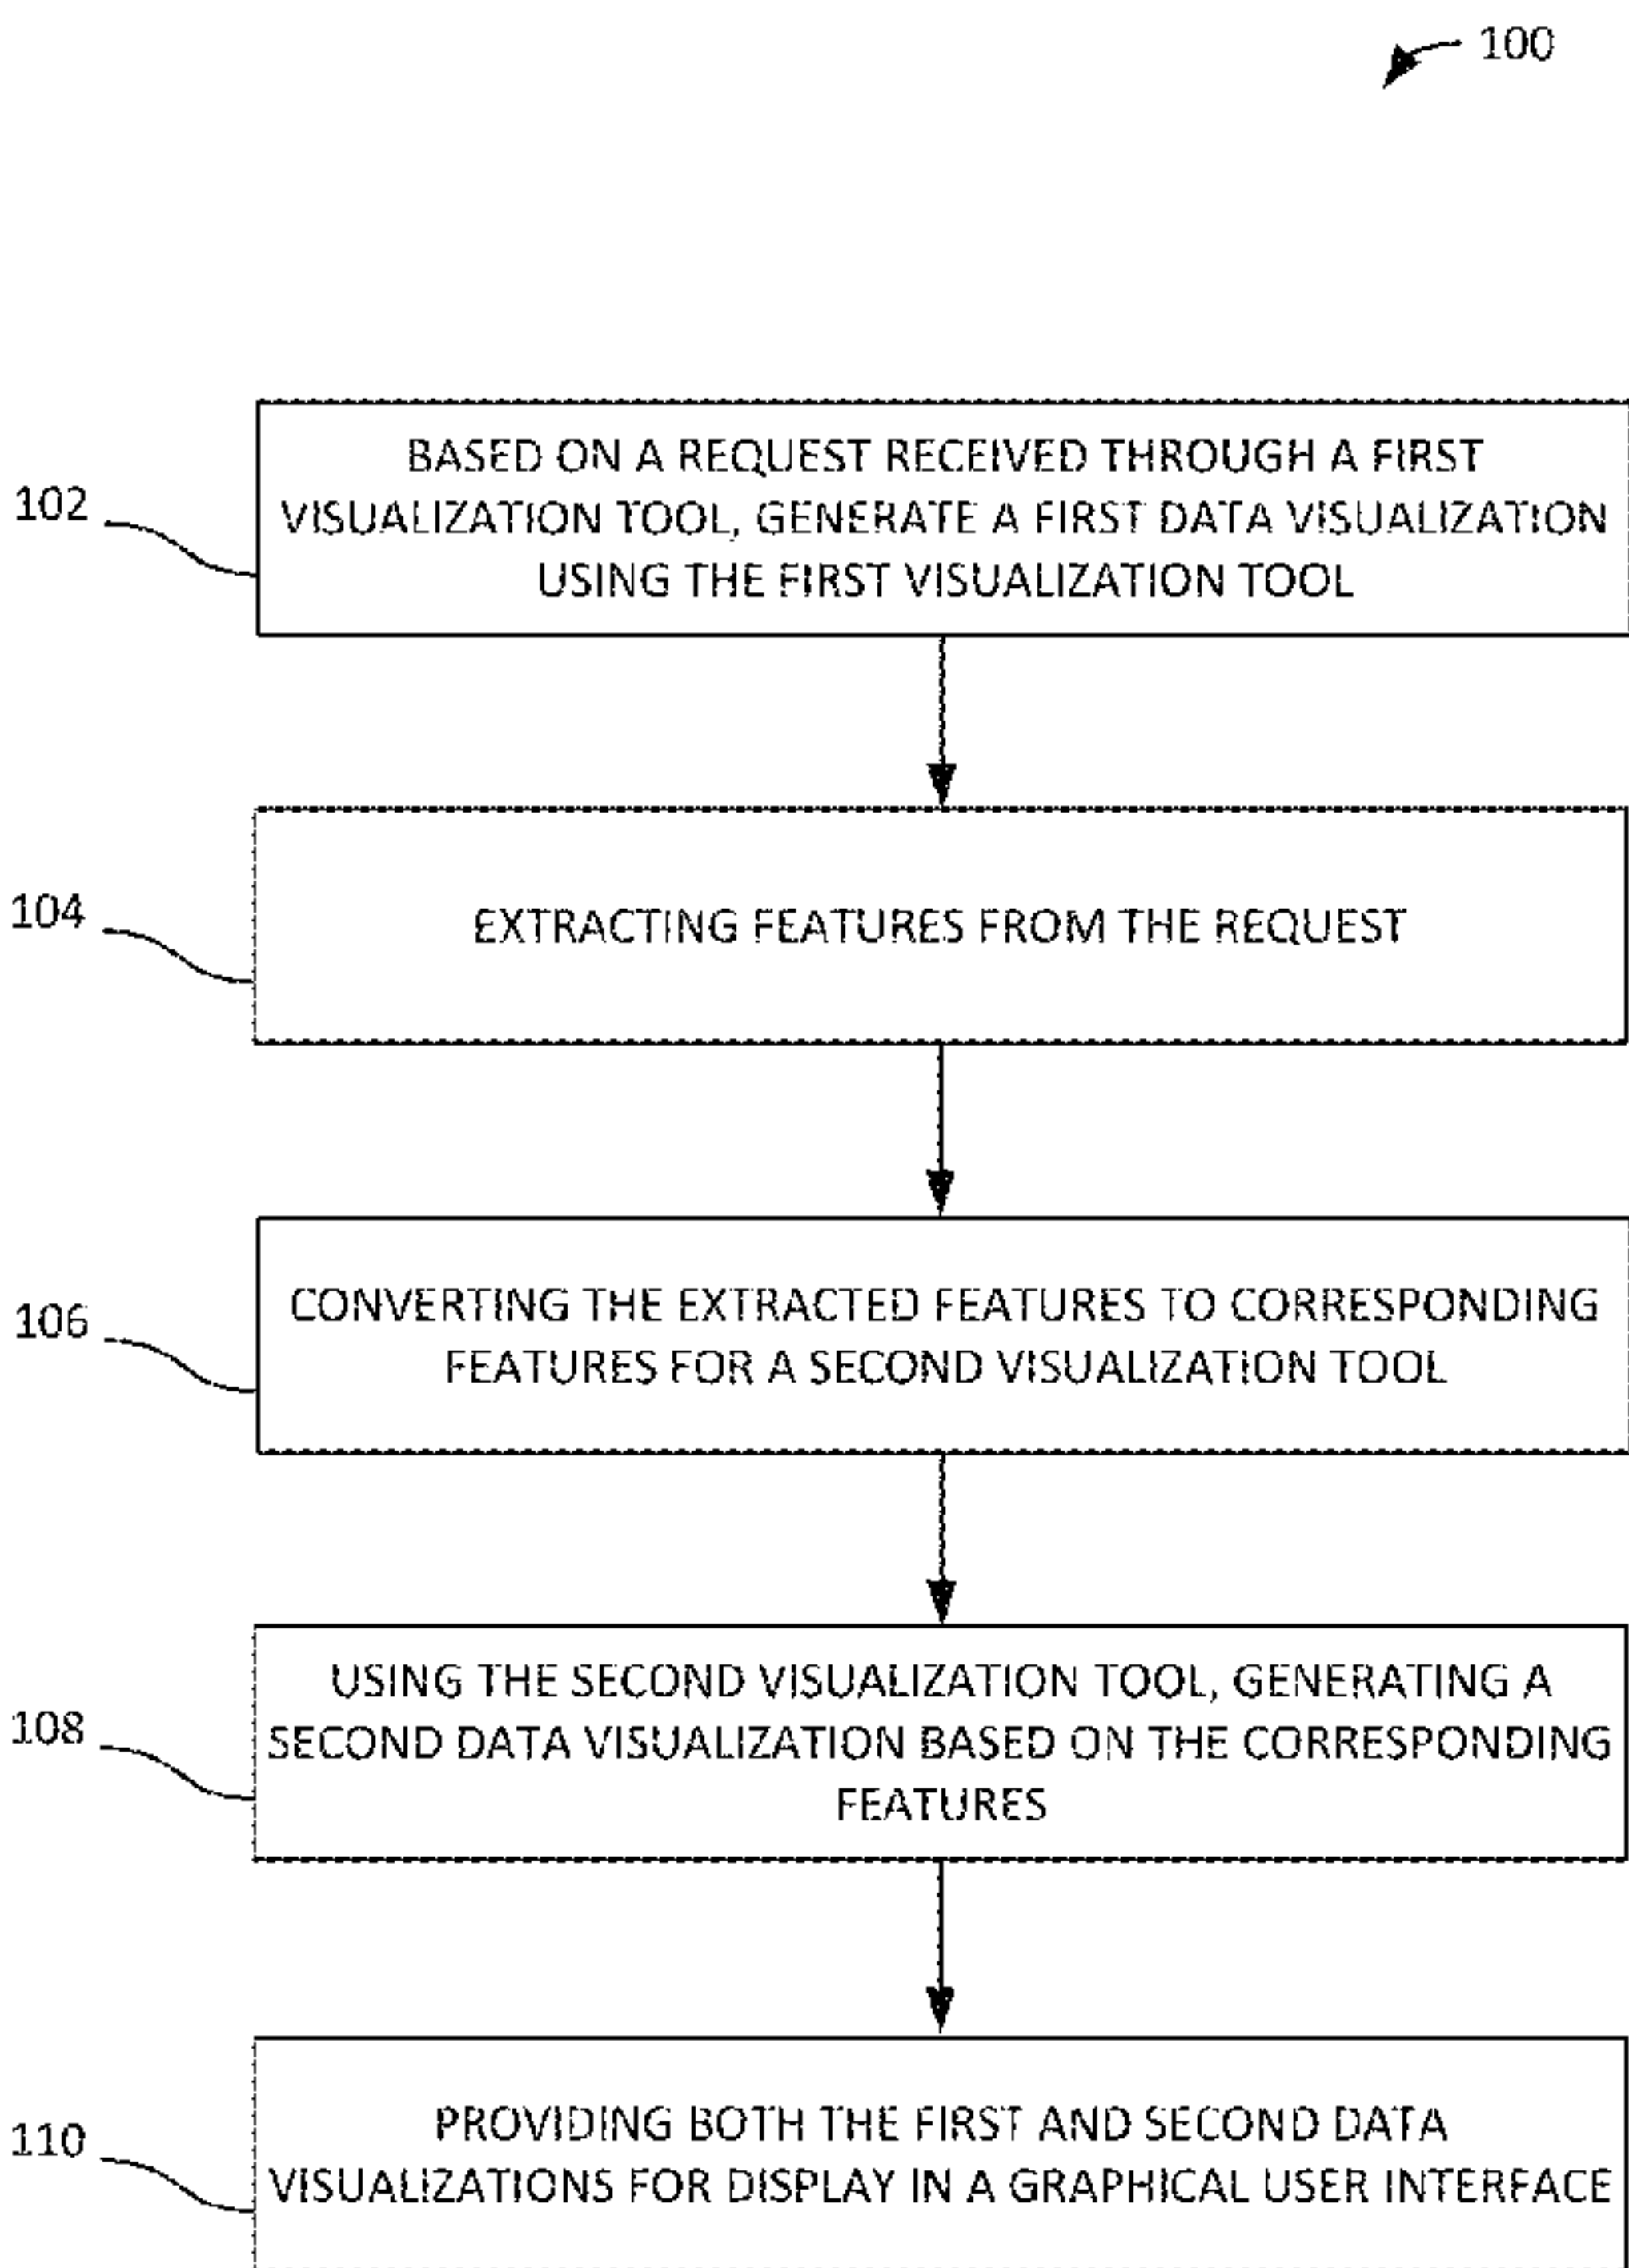 100
102
BASED ON A REQUEST RECEIVED THROUGH A FIRST
VISUALIZATION TOOL, GENERATE A FIRST DATA VISUALIZATION
USING THE FIRST VISUALIZATION TOOL
104
EXTRACTING FEATURES FROM THE REQUEST
106
CONVERTING THE EXTRACTED FEATURES TO CORRESPONDING
FEATURES FOR A SECOND VISUALIZATION TOOL
108
USING THE SECOND VISUALIZATION TOOL, GENERATING A
SECOND DATA VISUALIZATION BASED ON THE CORRESPONDING
FEATURES
110
PROVIDING BOTH THE FIRST AND SECOND DATA
VISUALIZATIONS FOR DISPLAY IN A GRAPHICAL USER INTERFACE